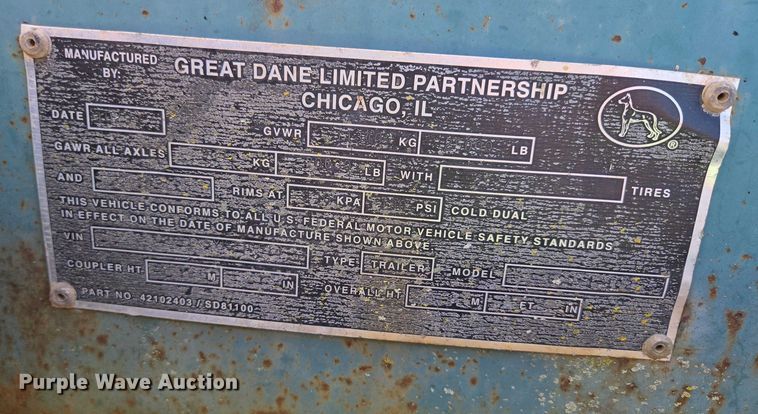 MANUFACTURED BY: GREAT DANE LIMITED PARTNERSHIP
CHICAGO, IL
®
DATE GVWR KG LB
GAWR ALL AXLES KG LB WITH TIRES
AND RIMS AT KPA PSI COLD DUAL
THIS VEHICLE CONFORMS TO ALL U.S. FEDERAL MOTOR VEHICLE SAFETY STANDARDS
IN EFFECT ON THE DATE OF MANUFACTURE SHOWN ABOVE
VIN TYPE TRAILER MODEL
COUPLER HT. M IN OVERALL HT. M FT IN
PART NO. 42102403 / SD81100
Purple Wave Auction